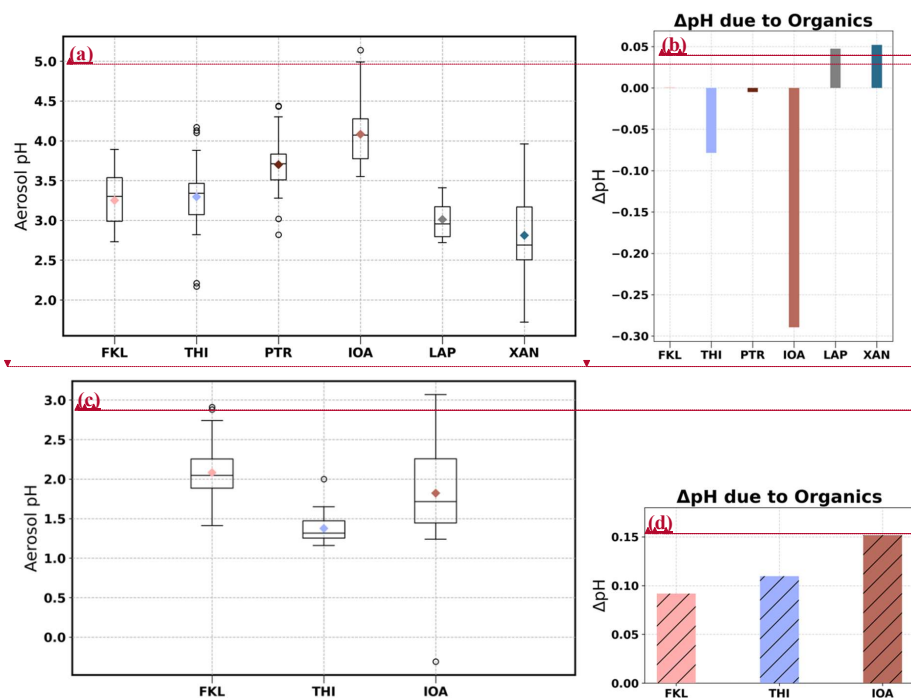 (a)
Aerosol pH
5.0
4.5
4.0
3.5
3.0
2.5
2.0
FKL THI PTR IOA LAP XAN
ΔpH due to Organics
(b)
ΔpH
0.05
0.00
−0.05
−0.10
−0.15
−0.20
−0.25
−0.30
FKL THI PTR IOA LAP XAN
(c)
Aerosol pH
3.0
2.5
2.0
1.5
1.0
0.5
0.0
FKL THI IOA
ΔpH due to Organics
(d)
ΔpH
0.15
0.10
0.05
0.00
FKL THI IOA